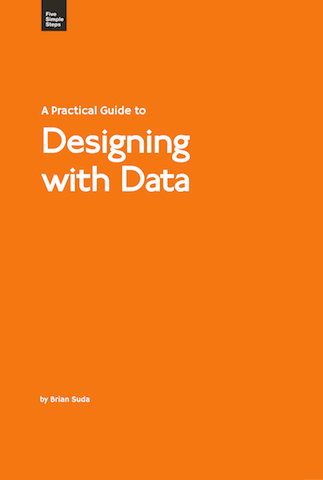 Five
Simple
Steps
A Practical Guide to
Designing
with Data
by Brian Suda